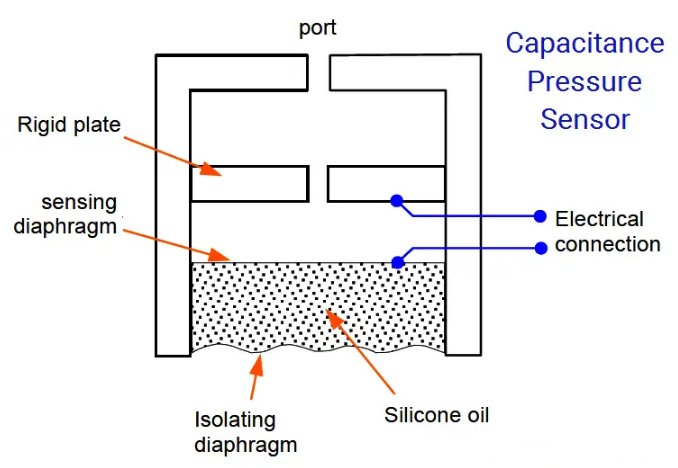 port
Capacitance
Pressure
Sensor
Rigid plate
sensing
diaphragm
Electrical
connection
Isolating
diaphragm
Silicone oil